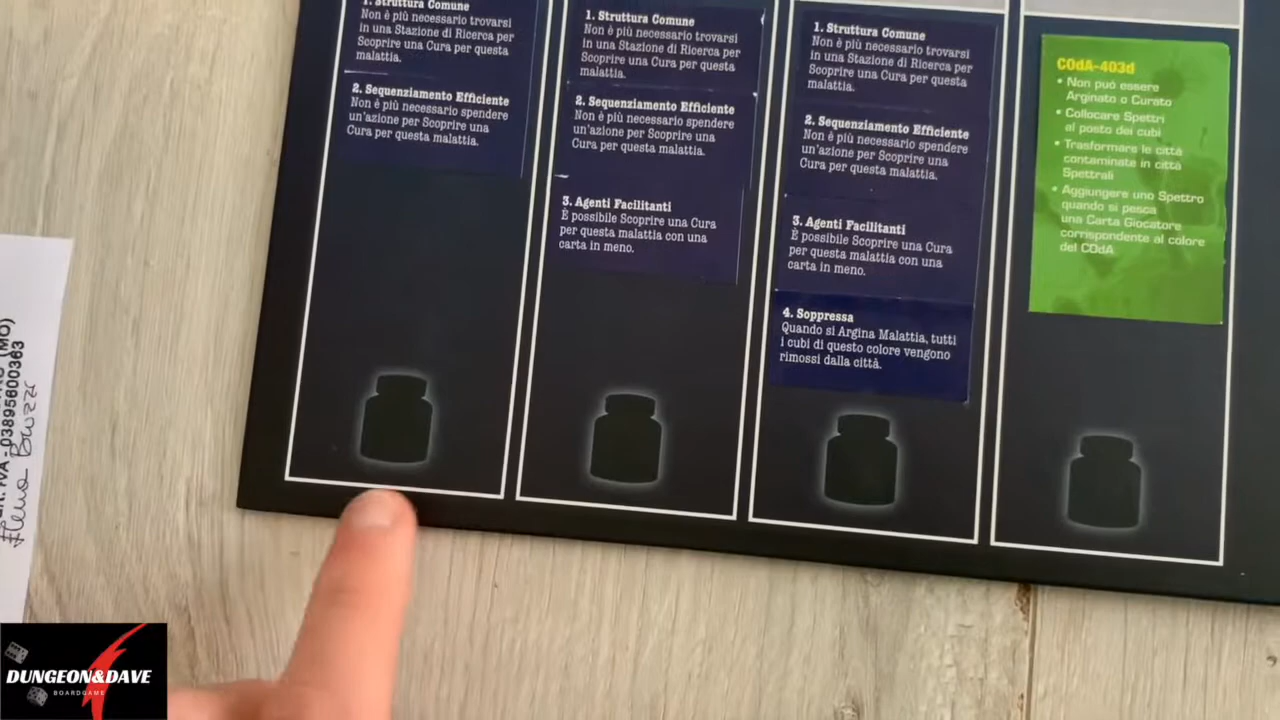 1. Struttura Comune
Non è più necessario trovarsi
in una Stazione di Ricerca per
Scoprire una Cura per questa
malattia.
2. Sequenziamento Efficiente
Non è più necessario spendere
un'azione per Scoprire una
Cura per questa malattia.
1. Struttura Comune
Non è più necessario trovarsi
in una Stazione di Ricerca per
Scoprire una Cura per questa
malattia.
2. Sequenziamento Efficiente
Non è più necessario spendere
un'azione per Scoprire una
Cura per questa malattia.
3. Agenti Facilitanti
È possibile Scoprire una Cura
per questa malattia con una
carta in meno.
1. Struttura Comune
Non è più necessario trovarsi
in una Stazione di Ricerca per
Scoprire una Cura per questa
malattia.
2. Sequenziamento Efficiente
Non è più necessario spendere
un'azione per Scoprire una
Cura per questa malattia.
3. Agenti Facilitanti
È possibile Scoprire una Cura
per questa malattia con una
carta in meno.
4. Soppressa
Quando si Argina Malattia, tutti
i cubi di questo colore vengono
rimossi dalla città.
COdA-403d
• Non può essere
Arginato o Curato
• Collocare Spettri
al posto dei cubi
• Trasformare le città
contaminate in città
Spettrali
• Aggiungere uno Spettro
quando si pesca
una Carta Giocatore
corrispondente al colore
del COdA
(MO)
IVA - 03895600363
DUNGEON&DAVE
BOARDGAME